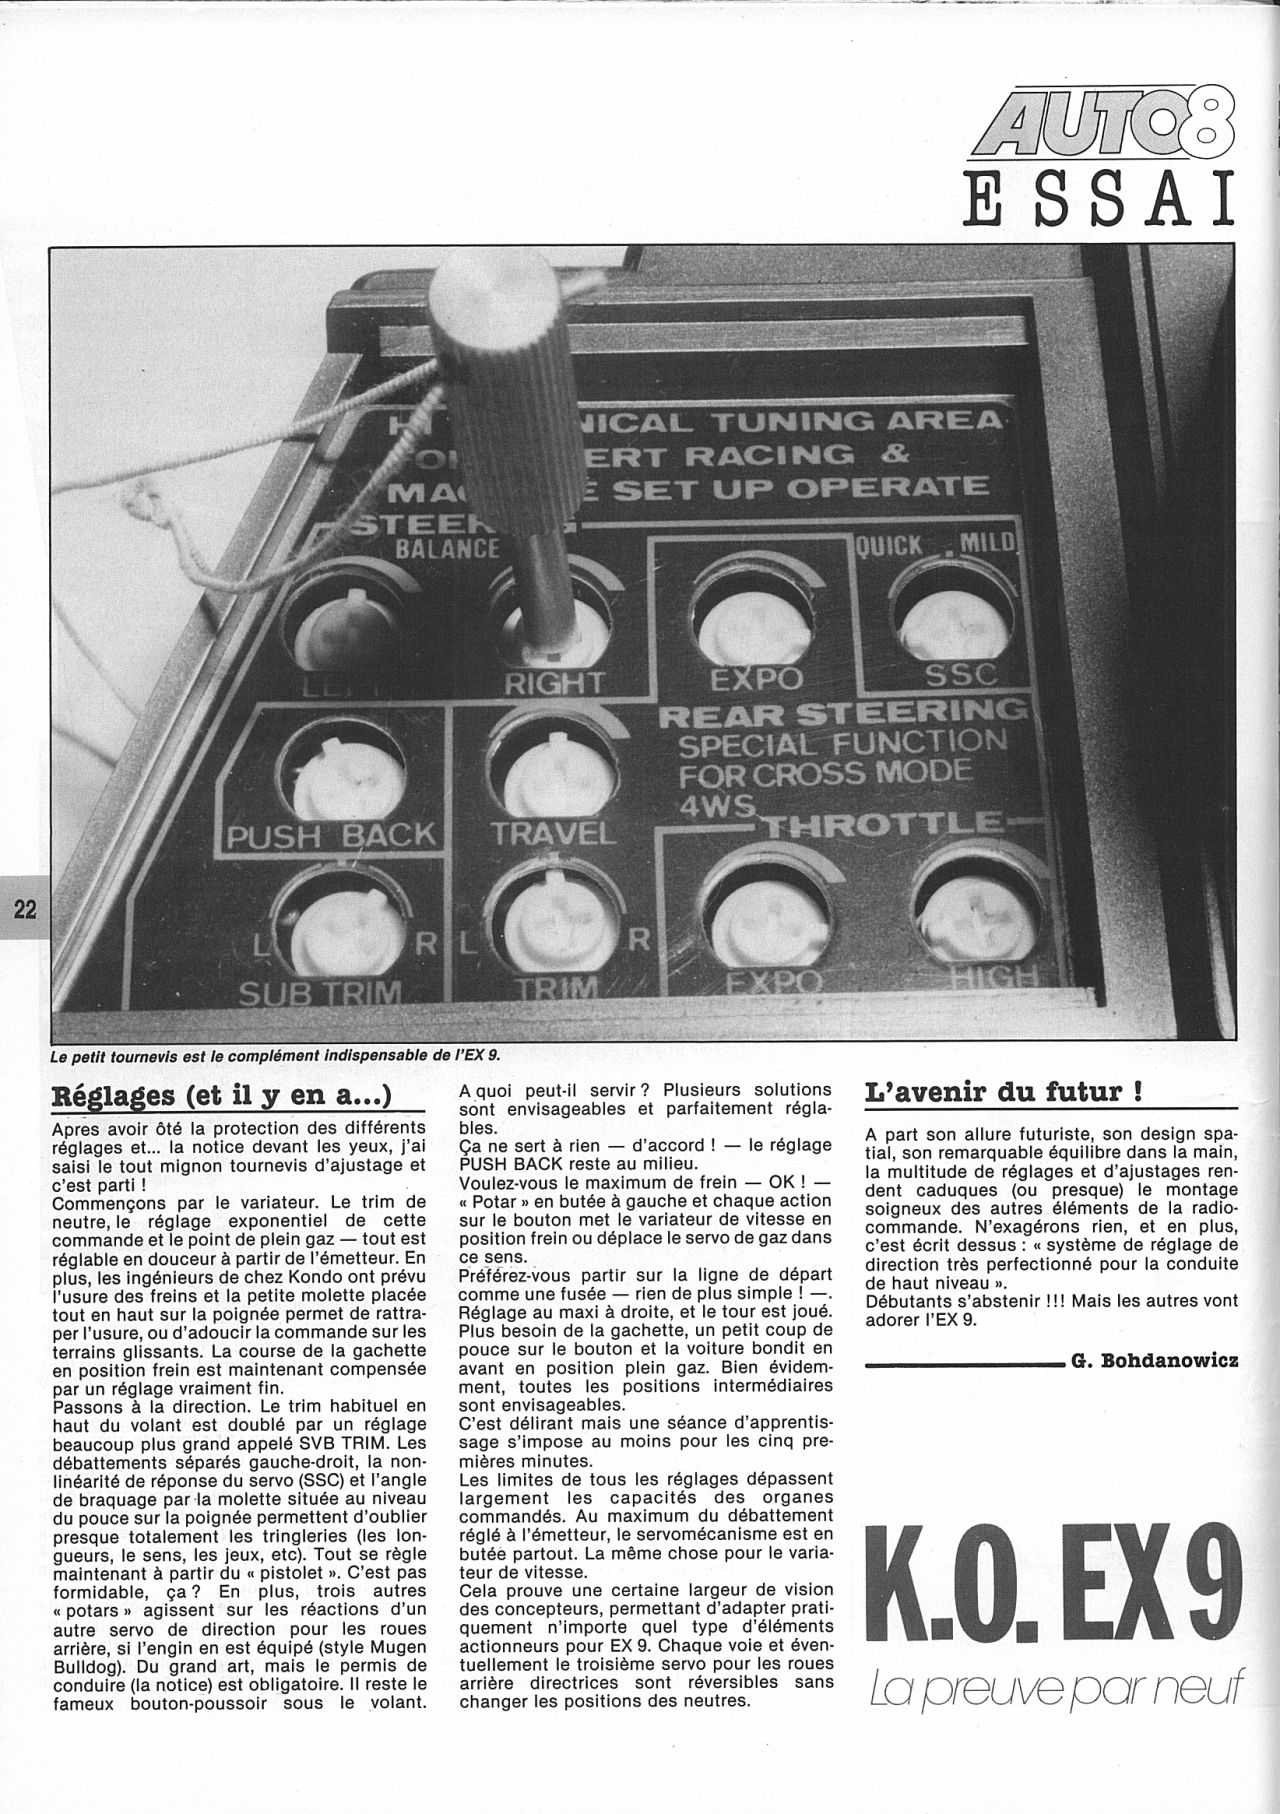 AUTO8
ESSAI
NICAL TUNING AREA
ERT RACING &
SET UP OPERATE
BALANCE
QUICK MILD
LEFT
RIGHT
EXPO
SSC
REAR STEERING
SPECIAL FUNCTION
FOR CROSS MODE
4WS
PUSH BACK
TRAVEL
THROTTLE
L R
L R
SUB TRIM
TRIM
EXPO
HIGH
22
Le petit tournevis est le complément indispensable de l'EX 9.
Réglages (et il y en a...)
Apres avoir ôté la protection des différents
réglages et... la notice devant les yeux, j'ai
saisi le tout mignon tournevis d'ajustage et
c'est parti !
Commençons par le variateur. Le trim de
neutre, le réglage exponentiel de cette
commande et le point de plein gaz — tout est
réglable en douceur à partir de l'émetteur. En
plus, les ingénieurs de chez Kondo ont prévu
l'usure des freins et la petite molette placée
tout en haut sur la poignée permet de rattra-
per l'usure, ou d'adoucir la commande sur les
terrains glissants. La course de la gachette
en position frein est maintenant compensée
par un réglage vraiment fin.
Passons à la direction. Le trim habituel en
haut du volant est doublé par un réglage
beaucoup plus grand appelé SVB TRIM. Les
débattements séparés gauche-droit, la non-
linéarité de réponse du servo (SSC) et l'angle
de braquage par la molette située au niveau
du pouce sur la poignée permettent d'oublier
presque totalement les tringleries (les lon-
gueurs, le sens, les jeux, etc). Tout se règle
maintenant à partir du « pistolet ». C'est pas
formidable, ça ? En plus, trois autres
« potars » agissent sur les réactions d'un
autre servo de direction pour les roues
arrière, si l'engin en est équipé (style Mugen
Bulldog). Du grand art, mais le permis de
conduire (la notice) est obligatoire. Il reste le
fameux bouton-poussoir sous le volant.
A quoi peut-il servir ? Plusieurs solutions
sont envisageables et parfaitement régla-
bles.
Ça ne sert à rien — d'accord ! — le réglage
PUSH BACK reste au milieu.
Voulez-vous le maximum de frein — OK ! —
« Potar » en butée à gauche et chaque action
sur le bouton met le variateur de vitesse en
position frein ou déplace le servo de gaz dans
ce sens.
Préférez-vous partir sur la ligne de départ
comme une fusée — rien de plus simple ! —.
Réglage au maxi à droite, et le tour est joué.
Plus besoin de la gachette, un petit coup de
pouce sur le bouton et la voiture bondit en
avant en position plein gaz. Bien évidem-
ment, toutes les positions intermédiaires
sont envisageables.
C'est délirant mais une séance d'apprentis-
sage s'impose au moins pour les cinq pre-
mières minutes.
Les limites de tous les réglages dépassent
largement les capacités des organes
commandés. Au maximum du débattement
réglé à l'émetteur, le servomécanisme est en
butée partout. La même chose pour le varia-
teur de vitesse.
Cela prouve une certaine largeur de vision
des concepteurs, permettant d'adapter prati-
quement n'importe quel type d'éléments
actionneurs pour EX 9. Chaque voie et éven-
tuellement le troisième servo pour les roues
arrière directrices sont réversibles sans
changer les positions des neutres.
L'avenir du futur !
A part son allure futuriste, son design spa-
tial, son remarquable équilibre dans la main,
la multitude de réglages et d'ajustages ren-
dent caduques (ou presque) le montage
soigneux des autres éléments de la radio-
commande. N'exagérons rien, et en plus,
c'est écrit dessus : « système de réglage de
direction très perfectionné pour la conduite
de haut niveau ».
Débutants s'abstenir !!! Mais les autres vont
adorer l'EX 9.
G. Bohdanowicz
K.O. EX 9
La preuve par neuf